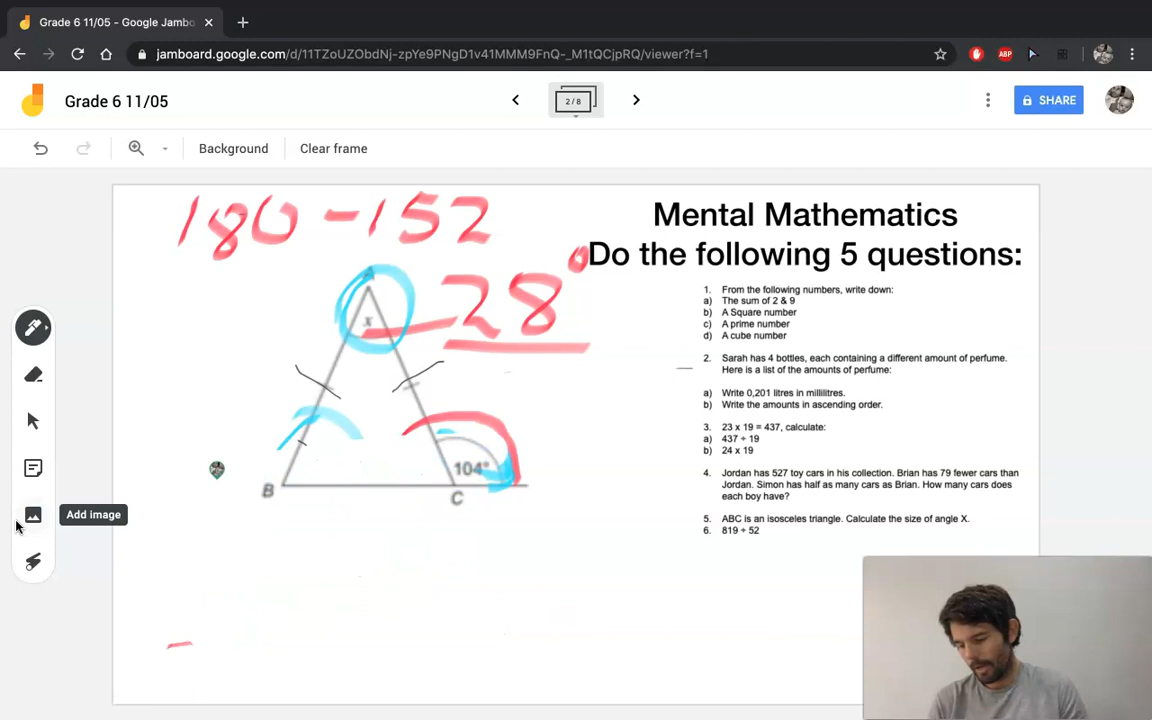 Grade 6 11/05 - Google Jambo
jamboard.google.com/d/11TZoUZObdNj-zpYe9PNgD1v41MMM9FnQ-_M1tQCjpRQ/viewer?f=1
ABP
Grade 6 11/05
2 / 8
SHARE
Background
Clear frame
180 - 152
28°
x
104°
B
C
Add image
Mental Mathematics
Do the following 5 questions:
1. From the following numbers, write down:
a) The sum of 2 & 9
b) A Square number
c) A prime number
d) A cube number
2. Sarah has 4 bottles, each containing a different amount of perfume.
Here is a list of the amounts of perfume:
a) Write 0,201 litres in millilitres.
b) Write the amounts in ascending order.
3. 23 x 19 = 437, calculate:
a) 437 ÷ 19
b) 24 x 19
4. Jordan has 527 toy cars in his collection. Brian has 79 fewer cars than
Jordan. Simon has half as many cars as Brian. How many cars does
each boy have?
5. ABC is an isosceles triangle. Calculate the size of angle X.
6. 819 ÷ 52